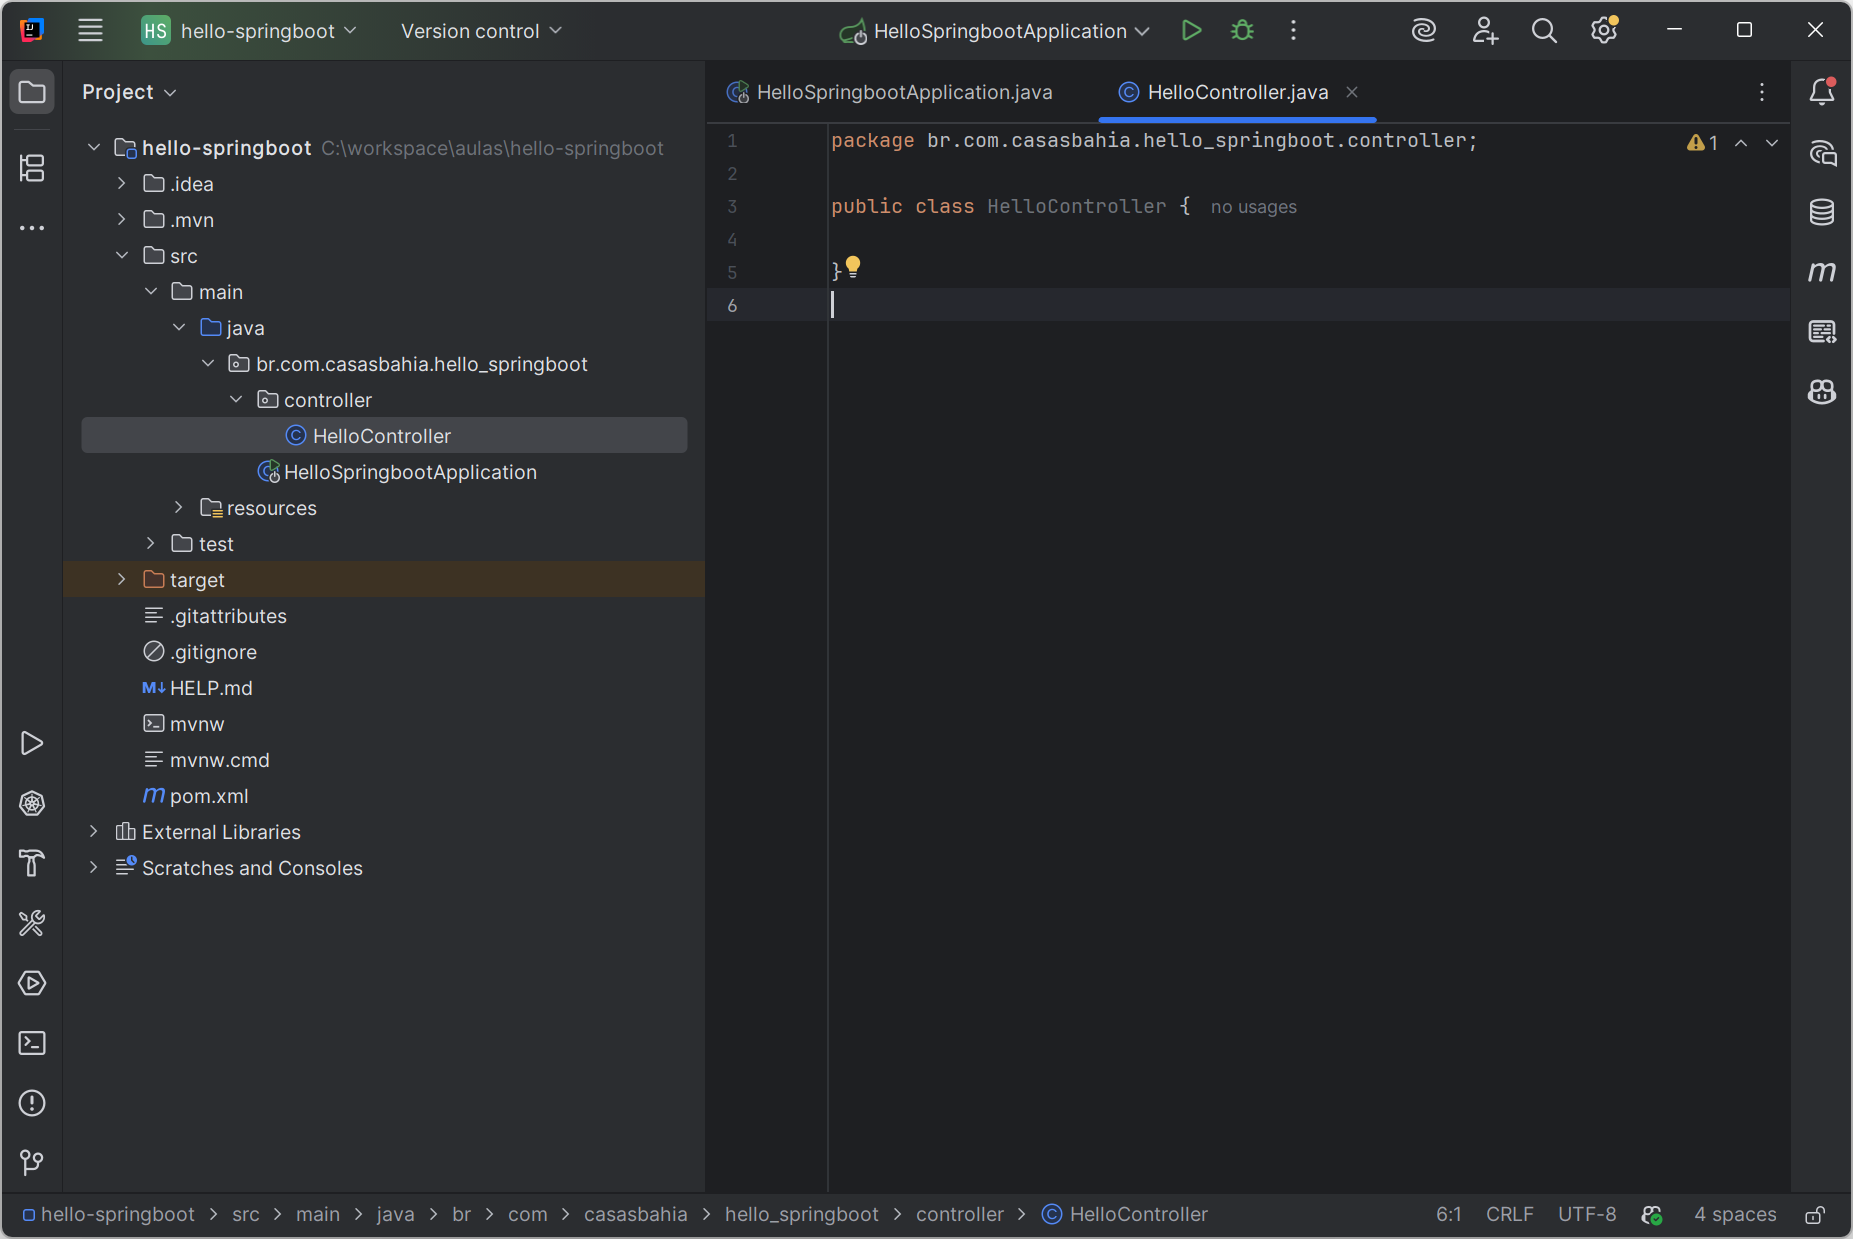 HS hello-springboot Version control HelloSpringbootApplication
Project
HelloSpringbootApplication.java HelloController.java
hello-springboot C:\workspace\aulas\hello-springboot
.idea
.mvn
src
main
java
br.com.casasbahia.hello_springboot
controller
HelloController
HelloSpringbootApplication
resources
test
target
.gitattributes
.gitignore
M↓ HELP.md
mvnw
mvnw.cmd
m pom.xml
External Libraries
Scratches and Consoles
1 package br.com.casasbahia.hello_springboot.controller;
1
2
3 public class HelloController { no usages
4
5 }
6
m
hello-springboot > src > main > java > br > com > casasbahia > hello_springboot > controller > HelloController
6:1 CRLF UTF-8 4 spaces